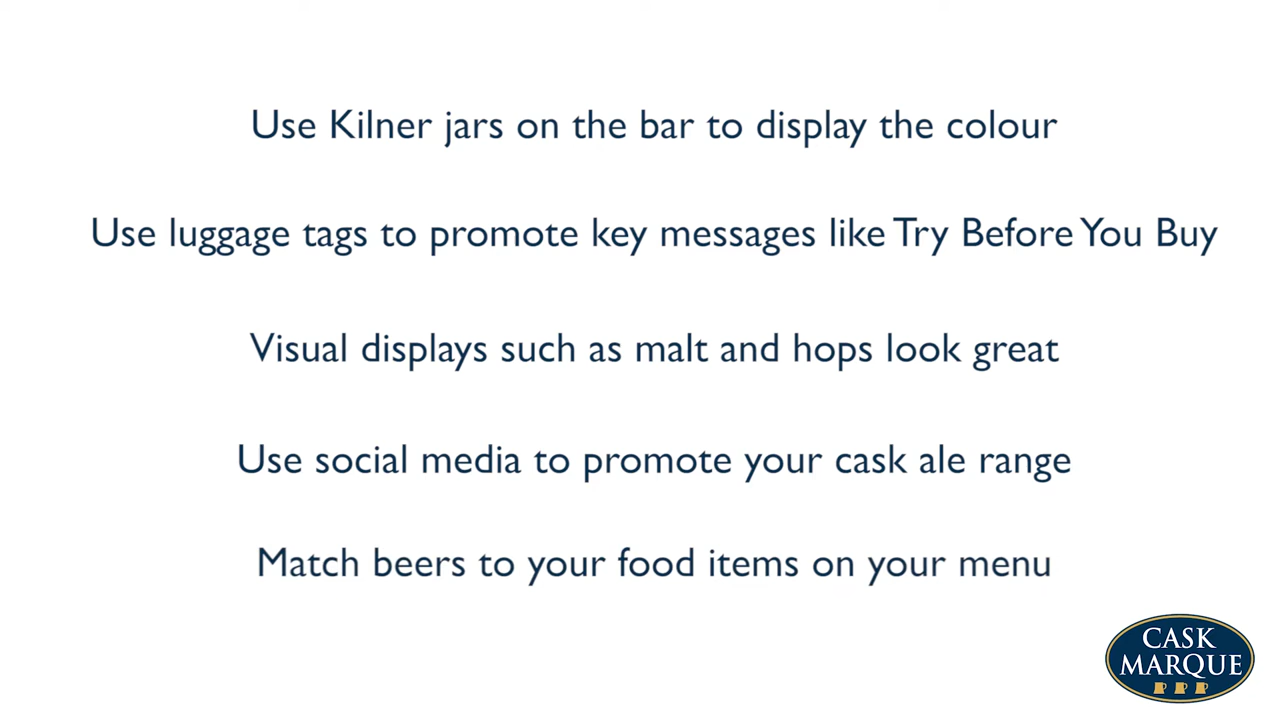 Use Kilner jars on the bar to display the colour
Use luggage tags to promote key messages like Try Before You Buy
Visual displays such as malt and hops look great
Use social media to promote your cask ale range
Match beers to your food items on your menu
CASK
MARQUE